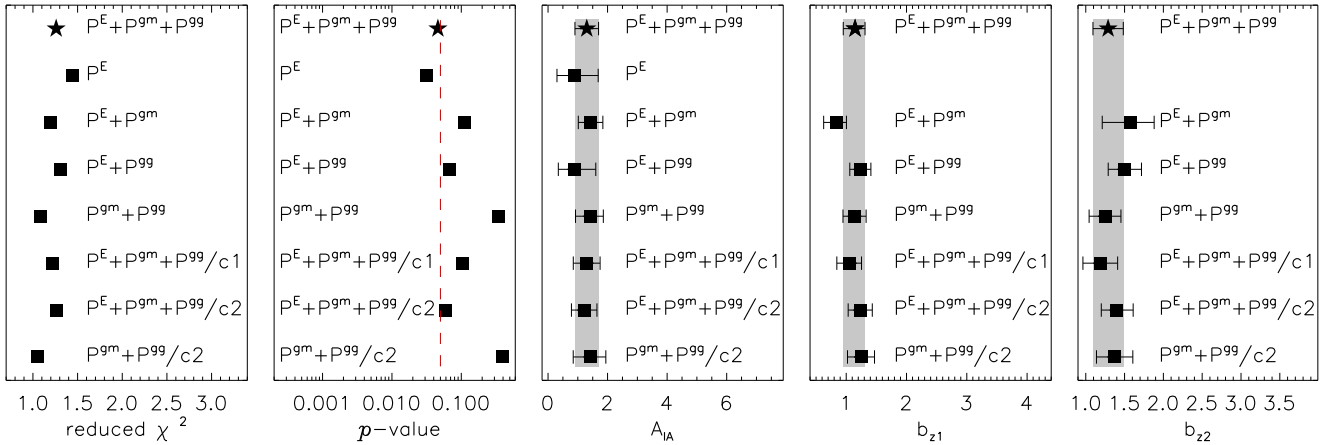 P^E+P^gm+P^gg
P^E
P^E+P^gm
P^E+P^gg
P^gm+P^gg
P^E+P^gm+P^gg/c1
P^E+P^gm+P^gg/c2
P^gm+P^gg/c2
1.0 1.5 2.0 2.5 3.0
reduced χ²
P^E+P^gm+P^gg
P^E
P^E+P^gm
P^E+P^gg
P^gm+P^gg
P^E+P^gm+P^gg/c1
P^E+P^gm+P^gg/c2
P^gm+P^gg/c2
0.001 0.010 0.100
p-value
P^E+P^gm+P^gg
P^E
P^E+P^gm
P^E+P^gg
P^gm+P^gg
P^E+P^gm+P^gg/c1
P^E+P^gm+P^gg/c2
P^gm+P^gg/c2
0 2 4 6
A_IA
P^E+P^gm+P^gg
P^E+P^gm
P^E+P^gg
P^gm+P^gg
P^E+P^gm+P^gg/c1
P^E+P^gm+P^gg/c2
P^gm+P^gg/c2
1 2 3 4
b_z1
P^E+P^gm+P^gg
P^E+P^gm
P^E+P^gg
P^gm+P^gg
P^E+P^gm+P^gg/c1
P^E+P^gm+P^gg/c2
P^gm+P^gg/c2
1.0 1.5 2.0 2.5 3.0 3.5
b_z2